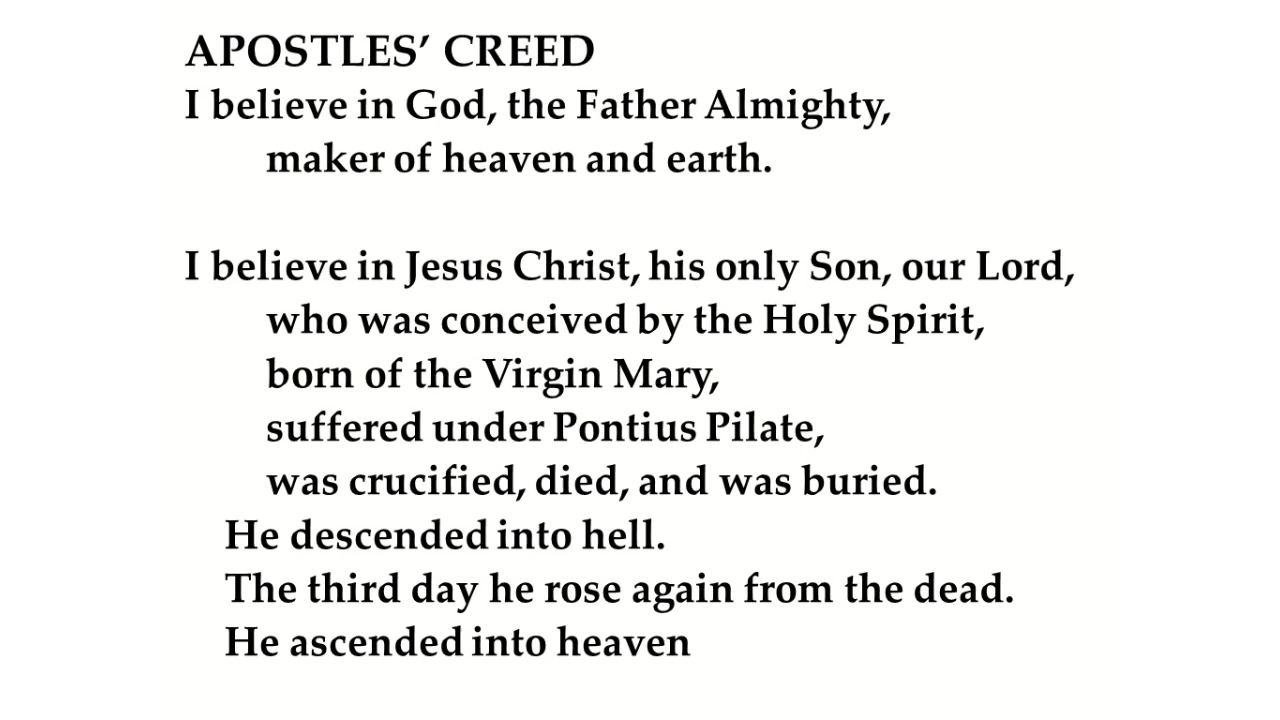 APOSTLES’ CREED
I believe in God, the Father Almighty,
maker of heaven and earth.
I believe in Jesus Christ, his only Son, our Lord,
who was conceived by the Holy Spirit,
born of the Virgin Mary,
suffered under Pontius Pilate,
was crucified, died, and was buried.
He descended into hell.
The third day he rose again from the dead.
He ascended into heaven